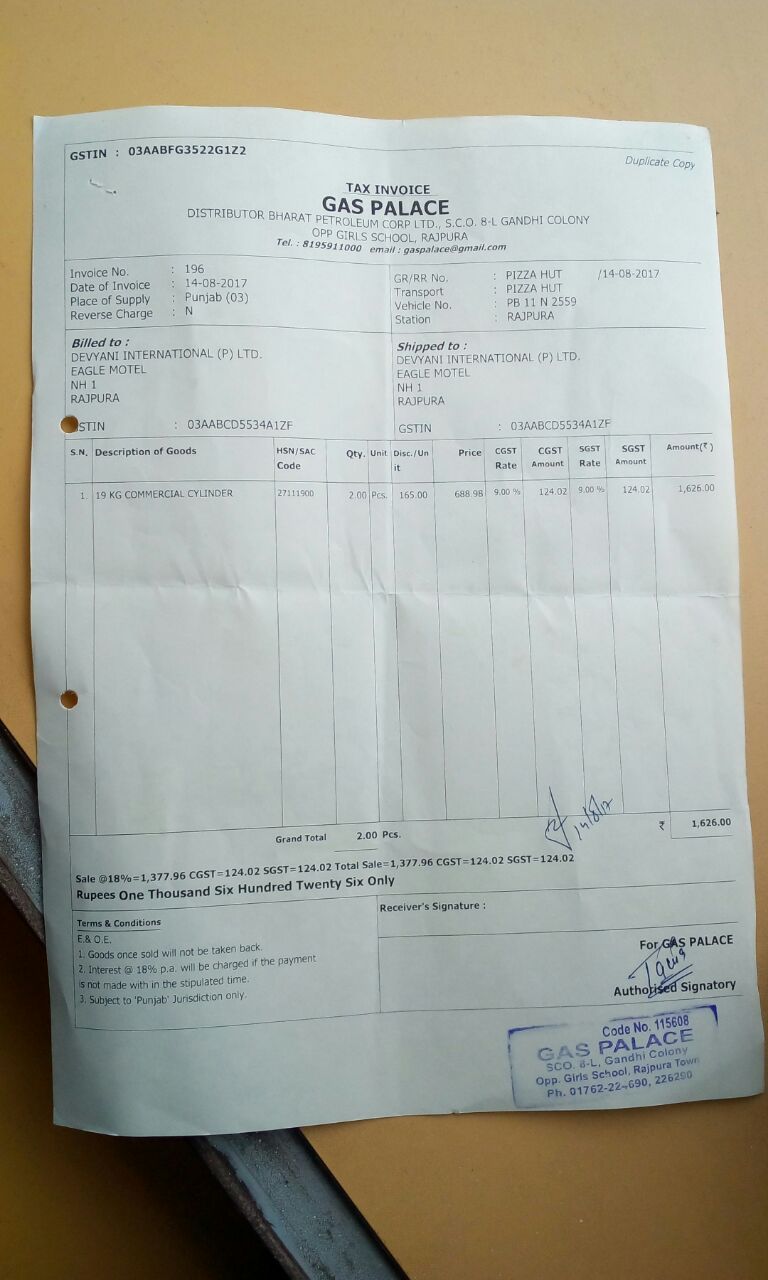 GSTIN : 03AABFG3522G1Z2
Duplicate Copy
TAX INVOICE
GAS PALACE
DISTRIBUTOR BHARAT PETROLEUM CORP LTD., S.C.O. 8-L GANDHI COLONY
OPP GIRLS SCHOOL, RAJPURA
Tel. : 8195911000 email : gaspalace@gmail.com
Invoice No. : 196
Date of Invoice : 14-08-2017
Place of Supply : Punjab (03)
Reverse Charge : N
GR/RR No. : PIZZA HUT /14-08-2017
Transport : PIZZA HUT
Vehicle No. : PB 11 N 2559
Station : RAJPURA
Billed to :
DEVYANI INTERNATIONAL (P) LTD.
EAGLE MOTEL
NH 1
RAJPURA
STIN : 03AABCD5534A1ZF
Shipped to :
DEVYANI INTERNATIONAL (P) LTD.
EAGLE MOTEL
NH 1
RAJPURA
GSTIN : 03AABCD5534A1ZF
S.N. Description of Goods HSN/SAC Code Qty. Unit Disc./Un it Price CGST Rate CGST Amount SGST Rate SGST Amount Amount(₹)
1. 19 KG COMMERCIAL CYLINDER 27111900 2.00 Pcs. 165.00 688.98 9.00 % 124.02 9.00 % 124.02 1,626.00
14/8/17
Grand Total 2.00 Pcs. ₹ 1,626.00
Sale @18%=1,377.96 CGST=124.02 SGST=124.02 Total Sale=1,377.96 CGST=124.02 SGST=124.02
Rupees One Thousand Six Hundred Twenty Six Only
Terms & Conditions
E.& O.E.
1. Goods once sold will not be taken back.
2. Interest @ 18% p.a. will be charged if the payment
is not made with in the stipulated time.
3. Subject to 'Punjab' Jurisdiction only.
Receiver's Signature :
For GAS PALACE
Authorised Signatory
Code No. 115608
GAS PALACE
SCO. 8-L, Gandhi Colony
Opp. Girls School, Rajpura Town
Ph. 01762-22 690, 226290